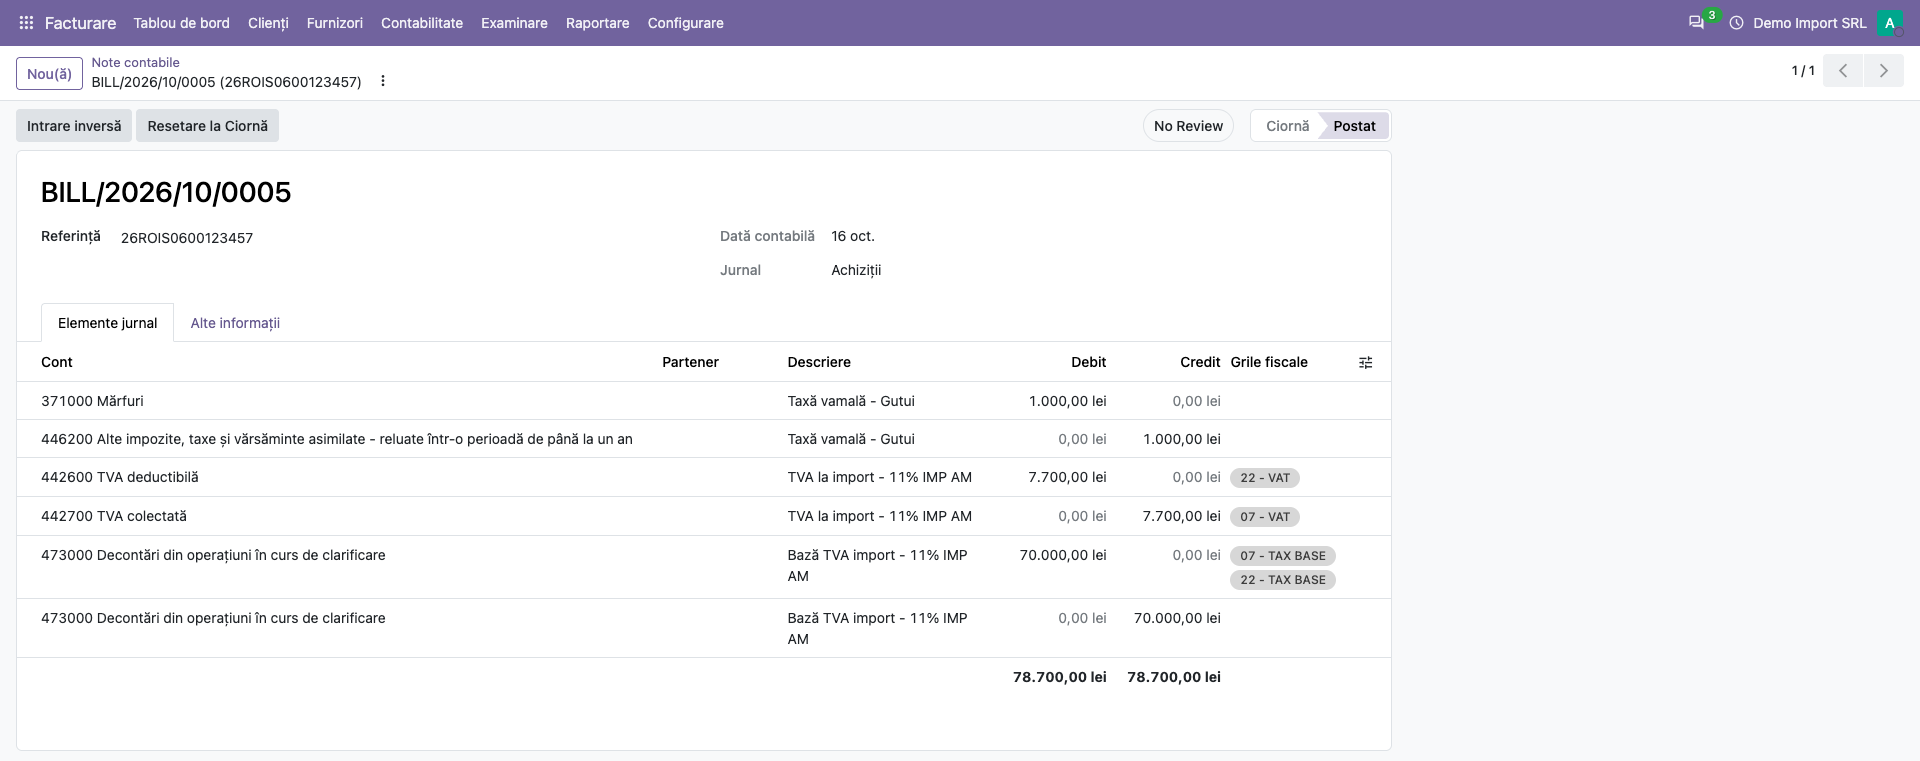 Facturare Tablou de bord Clienți Furnizori Contabilitate Examinare Raportare Configurare 3 Demo Import SRL A
Nou(ă)
Note contabile
BILL/2026/10/0005 (26ROIS0600123457)
1 / 1
Intrare inversă Resetare la Ciornă No Review Ciornă Postat
BILL/2026/10/0005
Referință 26ROIS0600123457 Dată contabilă 16 oct.
Jurnal Achiziții
Elemente jurnal Alte informații
Cont Partener Descriere Debit Credit Grile fiscale
371000 Mărfuri Taxă vamală - Gutui 1.000,00 lei 0,00 lei
446200 Alte impozite, taxe și vărsăminte asimilate - reluate într-o perioadă de până la un an Taxă vamală - Gutui 0,00 lei 1.000,00 lei
442600 TVA deductibilă TVA la import - 11% IMP AM 7.700,00 lei 0,00 lei 22 - VAT
442700 TVA colectată TVA la import - 11% IMP AM 0,00 lei 7.700,00 lei 07 - VAT
473000 Decontări din operațiuni în curs de clarificare Bază TVA import - 11% IMP AM 70.000,00 lei 0,00 lei 07 - TAX BASE
22 - TAX BASE
473000 Decontări din operațiuni în curs de clarificare Bază TVA import - 11% IMP AM 0,00 lei 70.000,00 lei
78.700,00 lei 78.700,00 lei